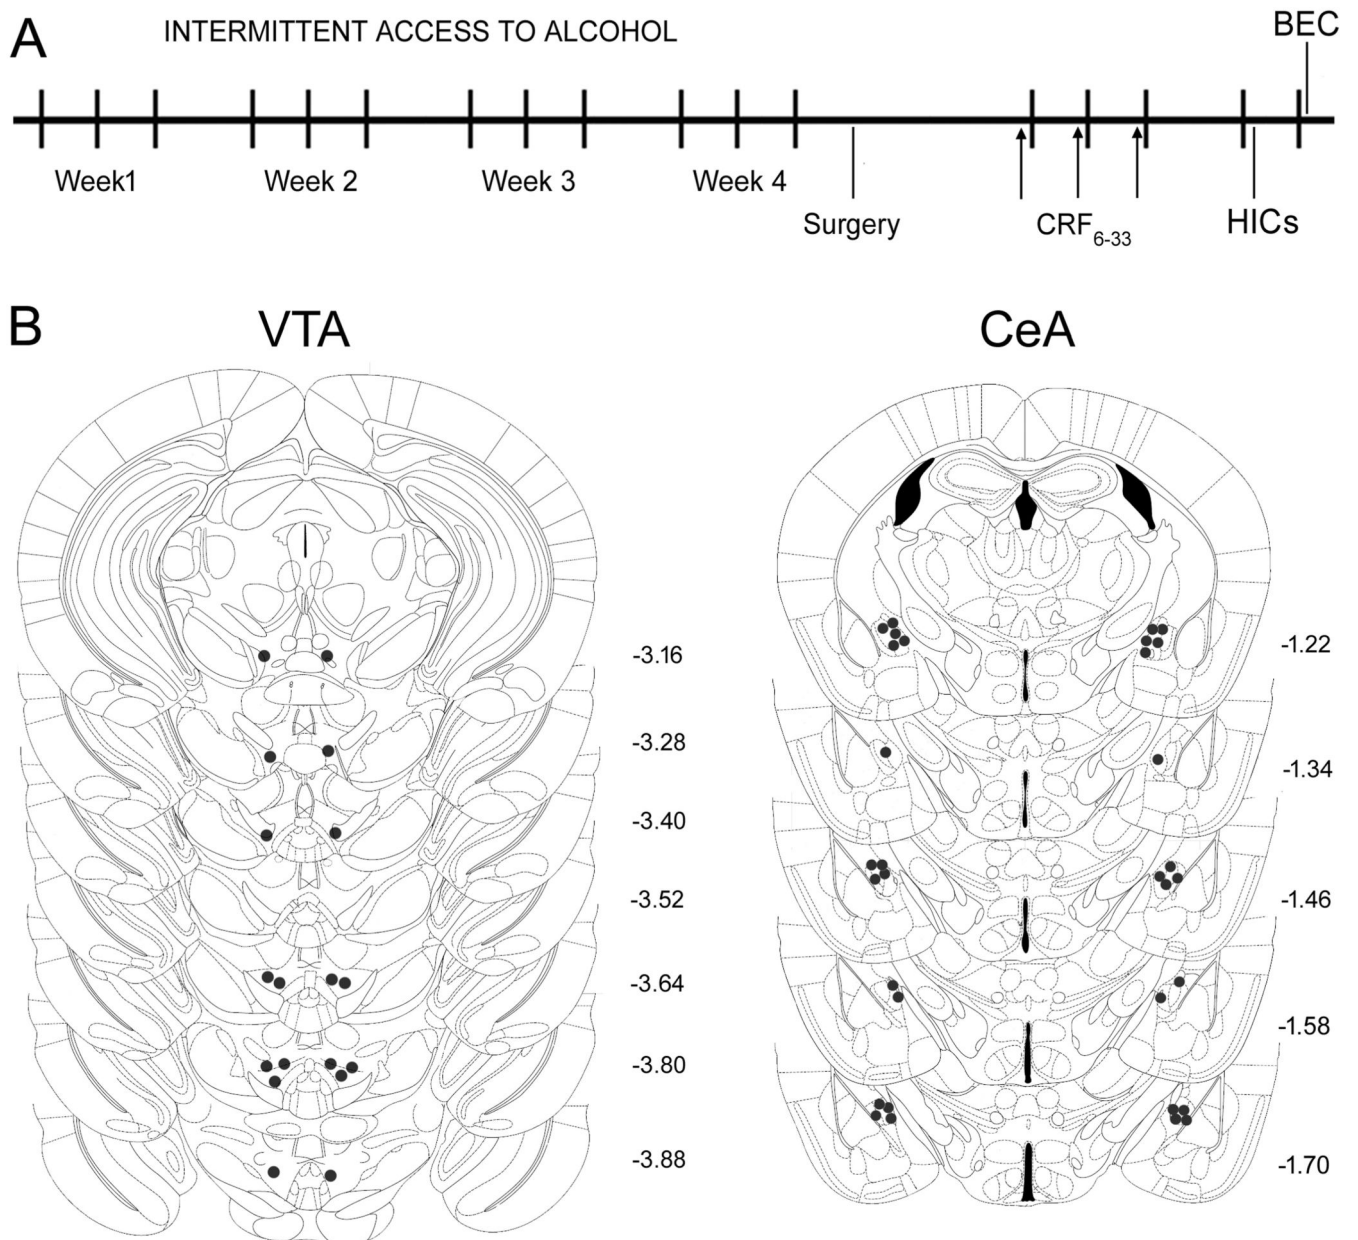 A
INTERMITTENT ACCESS TO ALCOHOL
BEC
Week1
Week 2
Week 3
Week 4
Surgery
CRF6-33
HICs
B
VTA
CeA
-3.16
-3.28
-3.40
-3.52
-3.64
-3.80
-3.88
-1.22
-1.34
-1.46
-1.58
-1.70